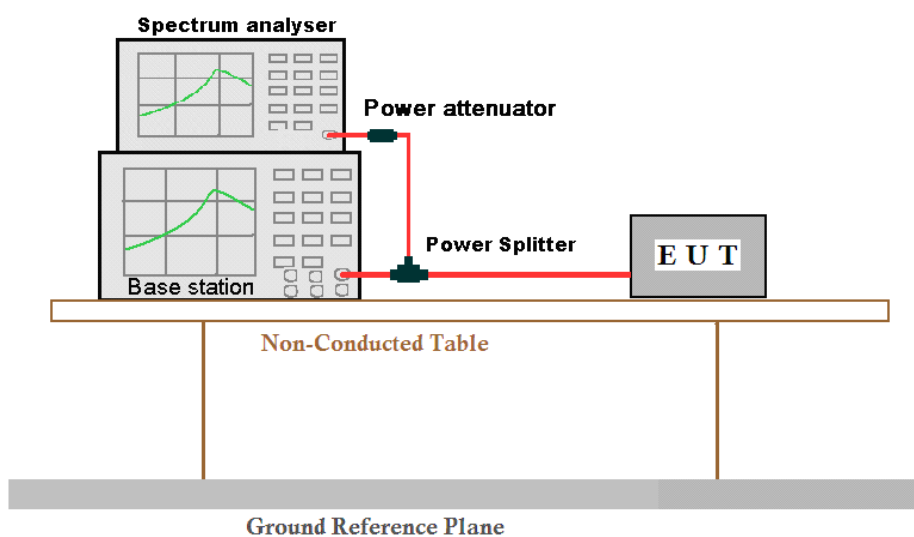 Spectrum analyser
Power attenuator
Power Splitter
E U T
Base station
Non-Conducted Table
Ground Reference Plane